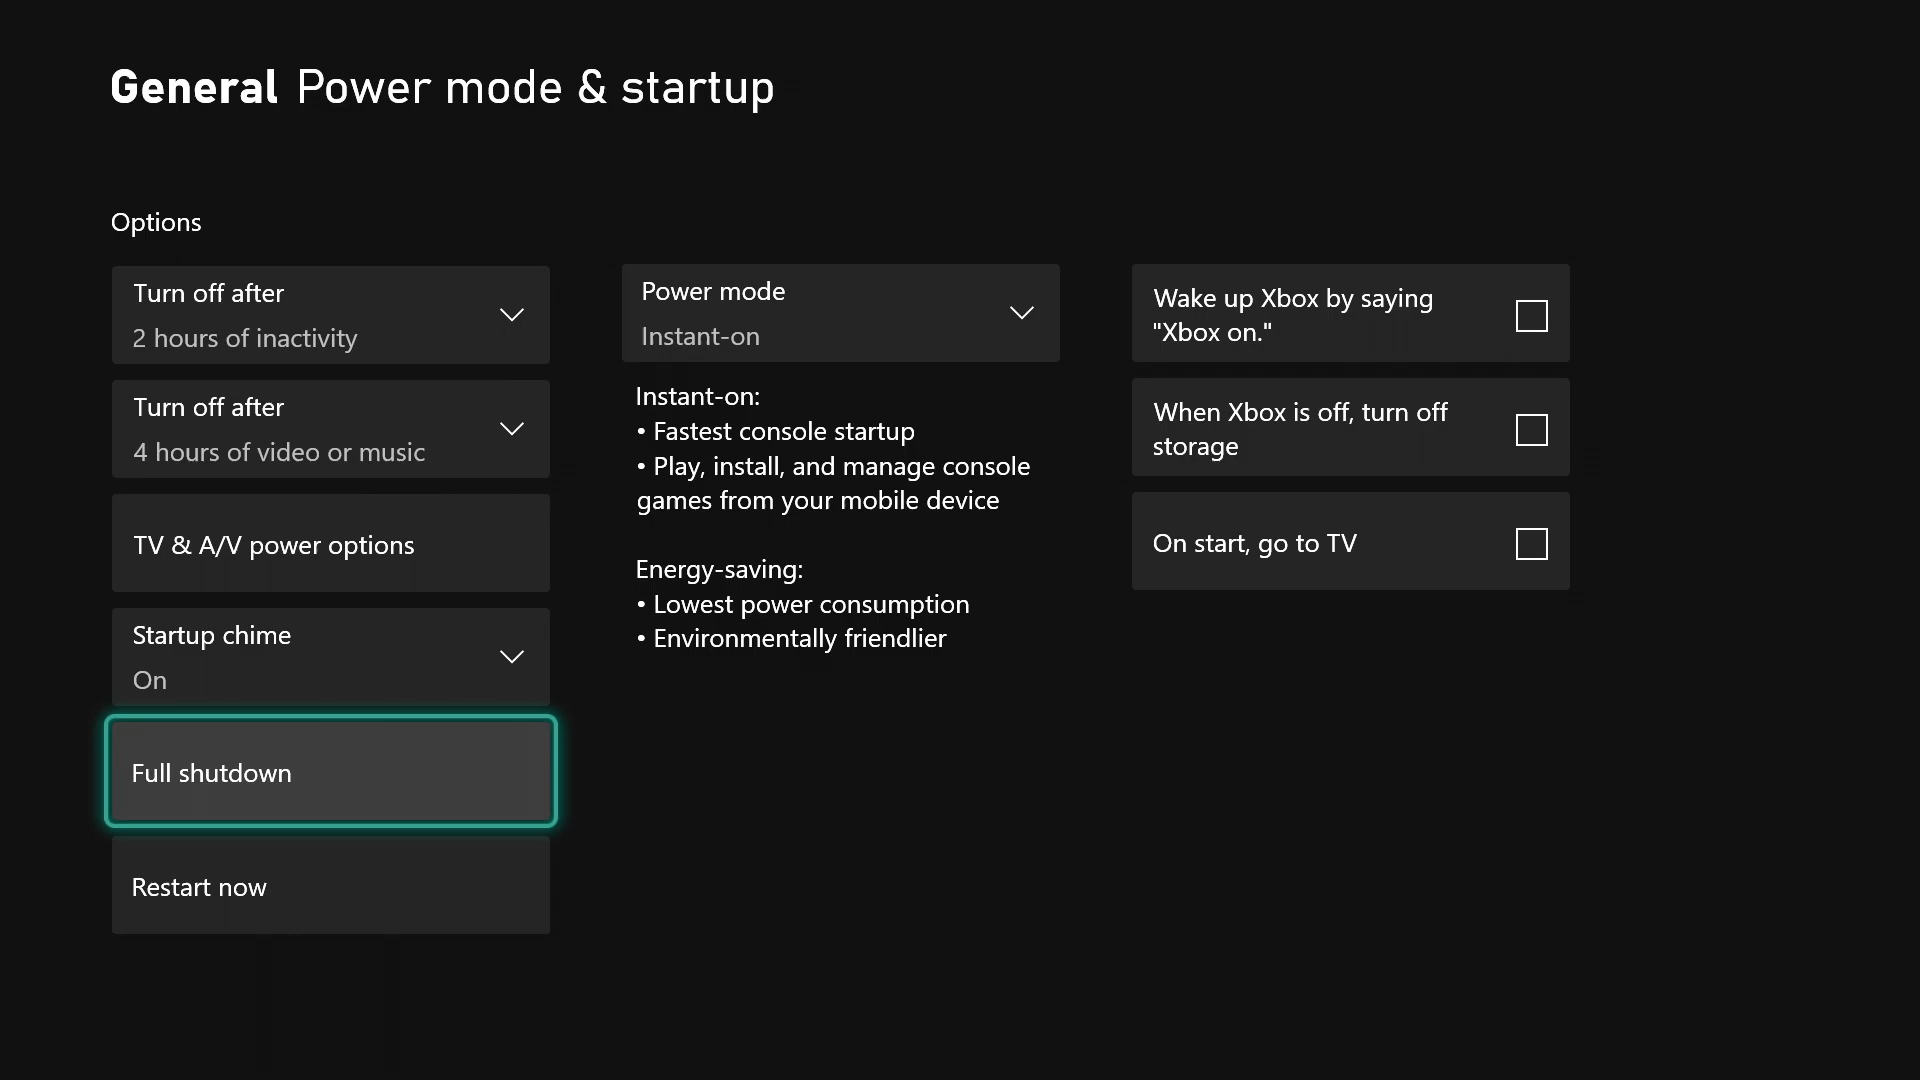 General Power mode & startup
Options
Turn off after
2 hours of inactivity
Turn off after
4 hours of video or music
TV & A/V power options
Startup chime
On
Full shutdown
Restart now
Power mode
Instant-on
Instant-on:
• Fastest console startup
• Play, install, and manage console
games from your mobile device
Energy-saving:
• Lowest power consumption
• Environmentally friendlier
Wake up Xbox by saying
"Xbox on."
When Xbox is off, turn off
storage
On start, go to TV